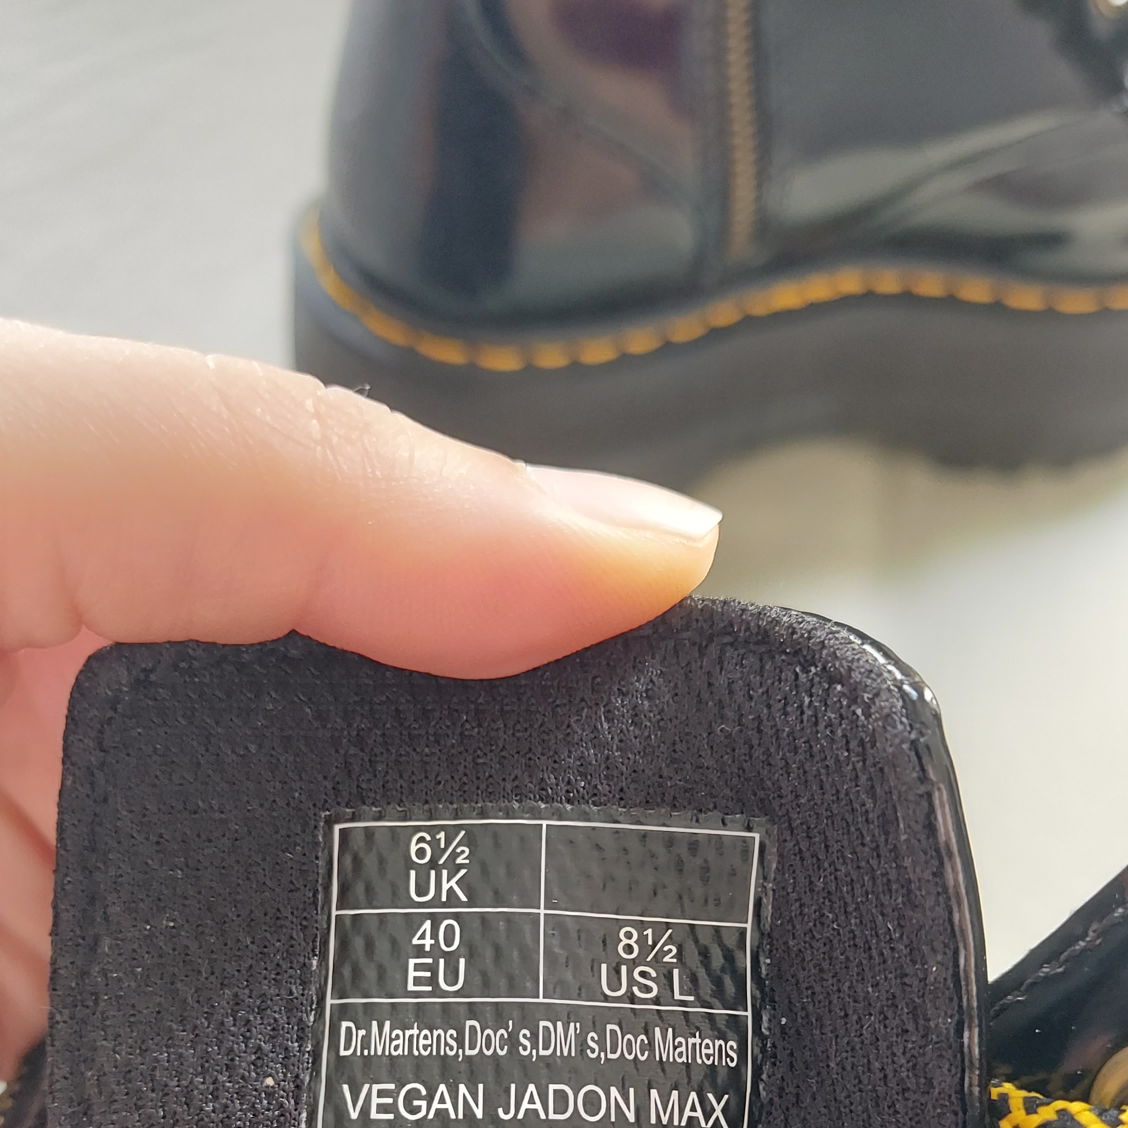 6½
UK
40
EU
8½
US L
Dr.Martens,Doc's,DM's,Doc Martens
VEGAN JADON MAX